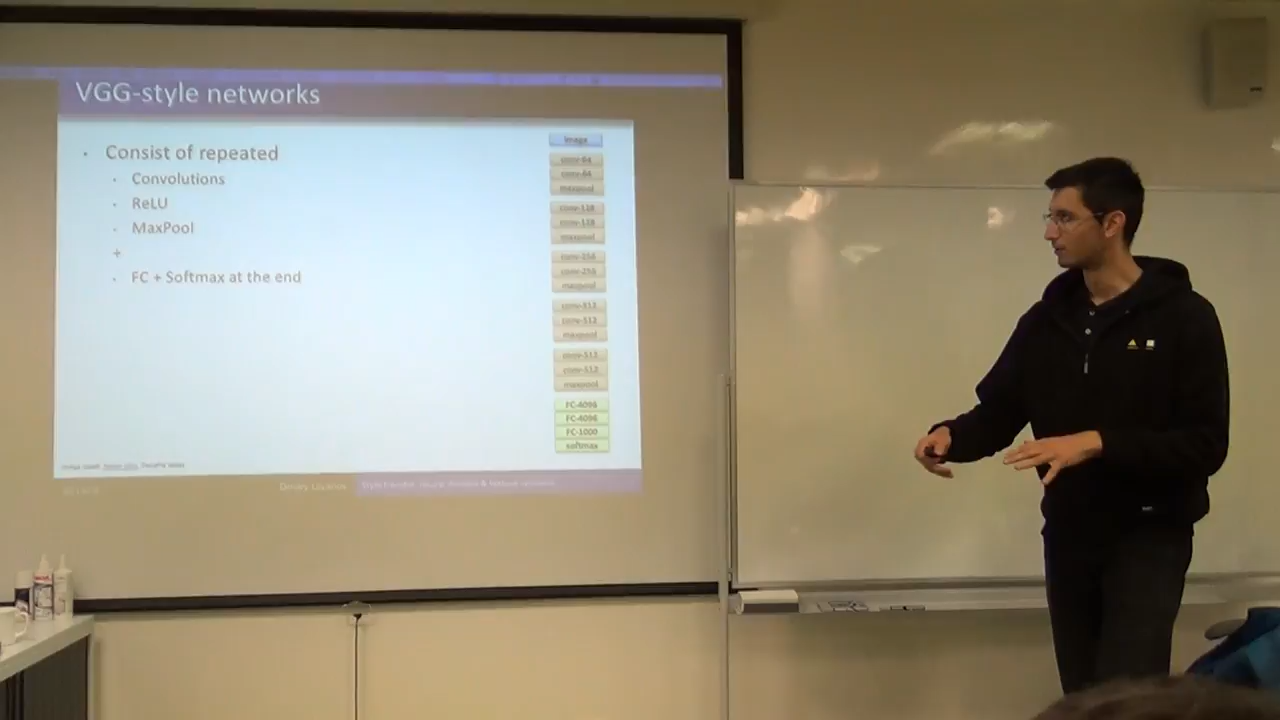 VGG-style networks
Consist of repeated
Convolutions
ReLU
MaxPool
+
FC + Softmax at the end
Image
conv-64
conv-64
maxpool
conv-128
conv-128
maxpool
conv-256
conv-256
maxpool
conv-512
conv-512
maxpool
conv-512
conv-512
maxpool
FC-4096
FC-4096
FC-1000
softmax